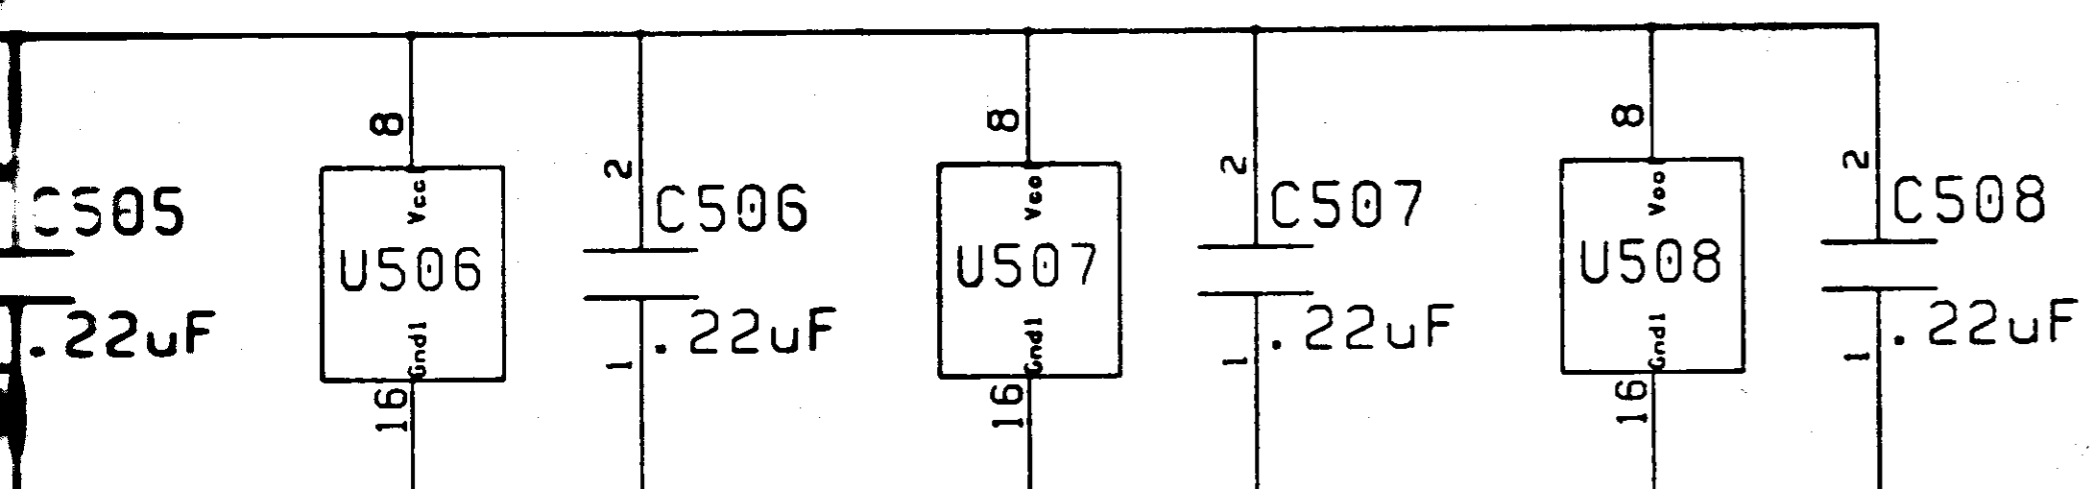 8
8
8
2
2
2
C505
Vcc
C506
Vcc
C507
Vcc
C508
U506
U507
U508
.22uF
Gnd1
.22uF
Gnd1
.22uF
Gnd1
.22uF
1
1
1
16
16
16